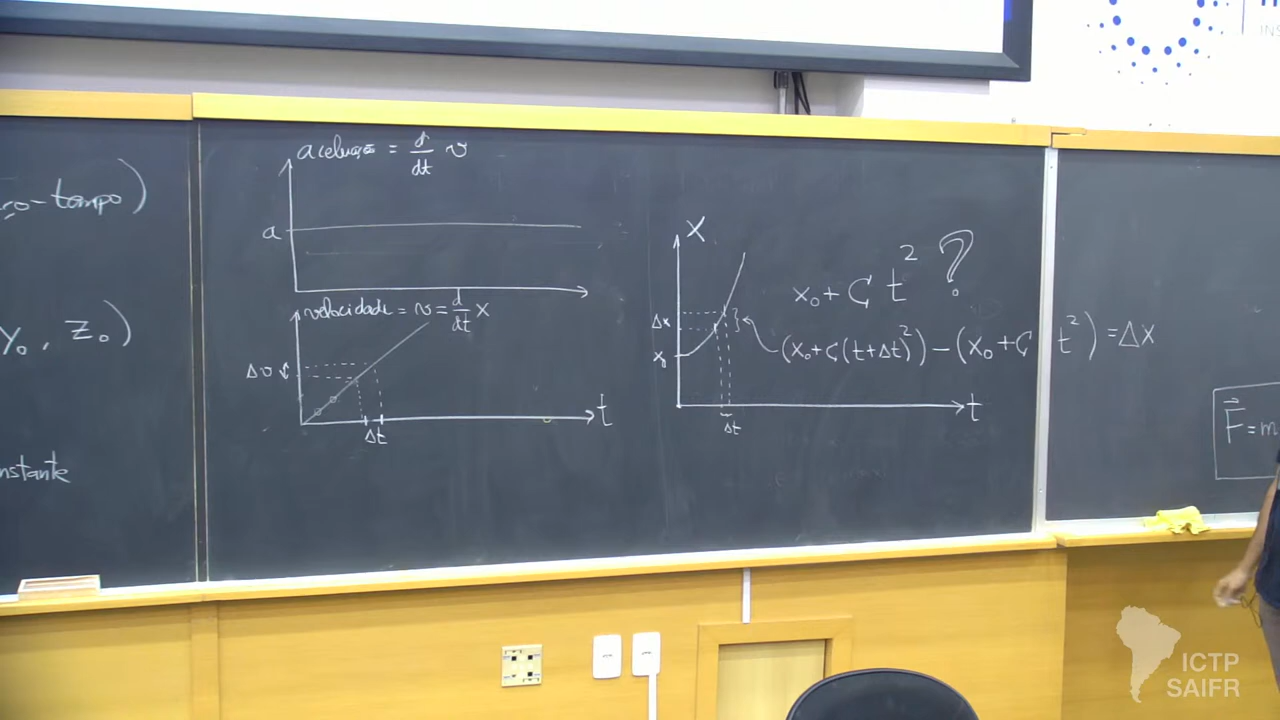 ço-tempo)
Y₀, Z₀)
nstante
aceleração = d/dt v
a
velocidade = v = d/dt x
Δv
t
Δt
X
Δx
x₀
t
Δt
x₀ + C t² ?
(x₀ + C(t+Δt)²) − (x₀ + C t²) = Δx
F⃗ = m
ICTP
SAIFR